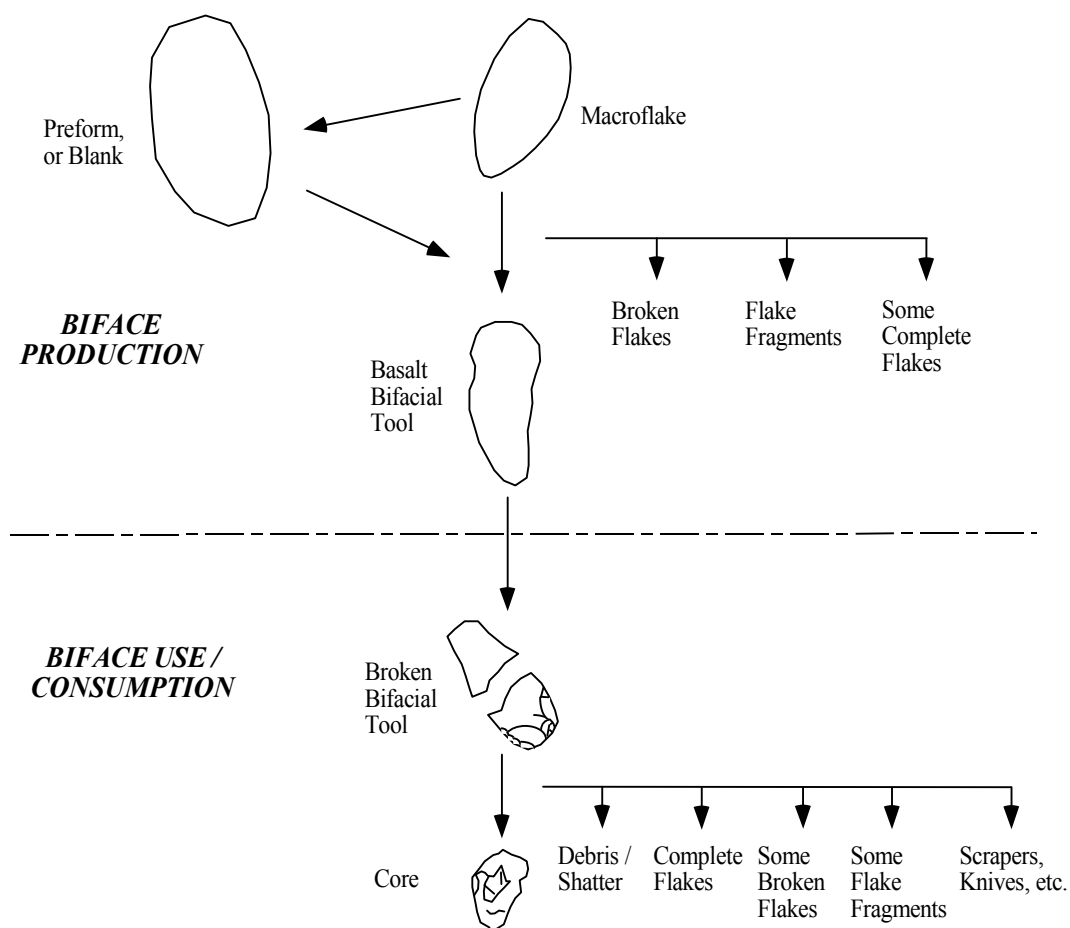 Preform,
or Blank
Macroflake
BIFACE
PRODUCTION
Broken
Flakes
Flake
Fragments
Some
Complete
Flakes
Basalt
Bifacial
Tool
BIFACE USE /
CONSUMPTION
Broken
Bifacial
Tool
Core
Debris /
Shatter
Complete
Flakes
Some
Broken
Flakes
Some
Flake
Fragments
Scrapers,
Knives, etc.